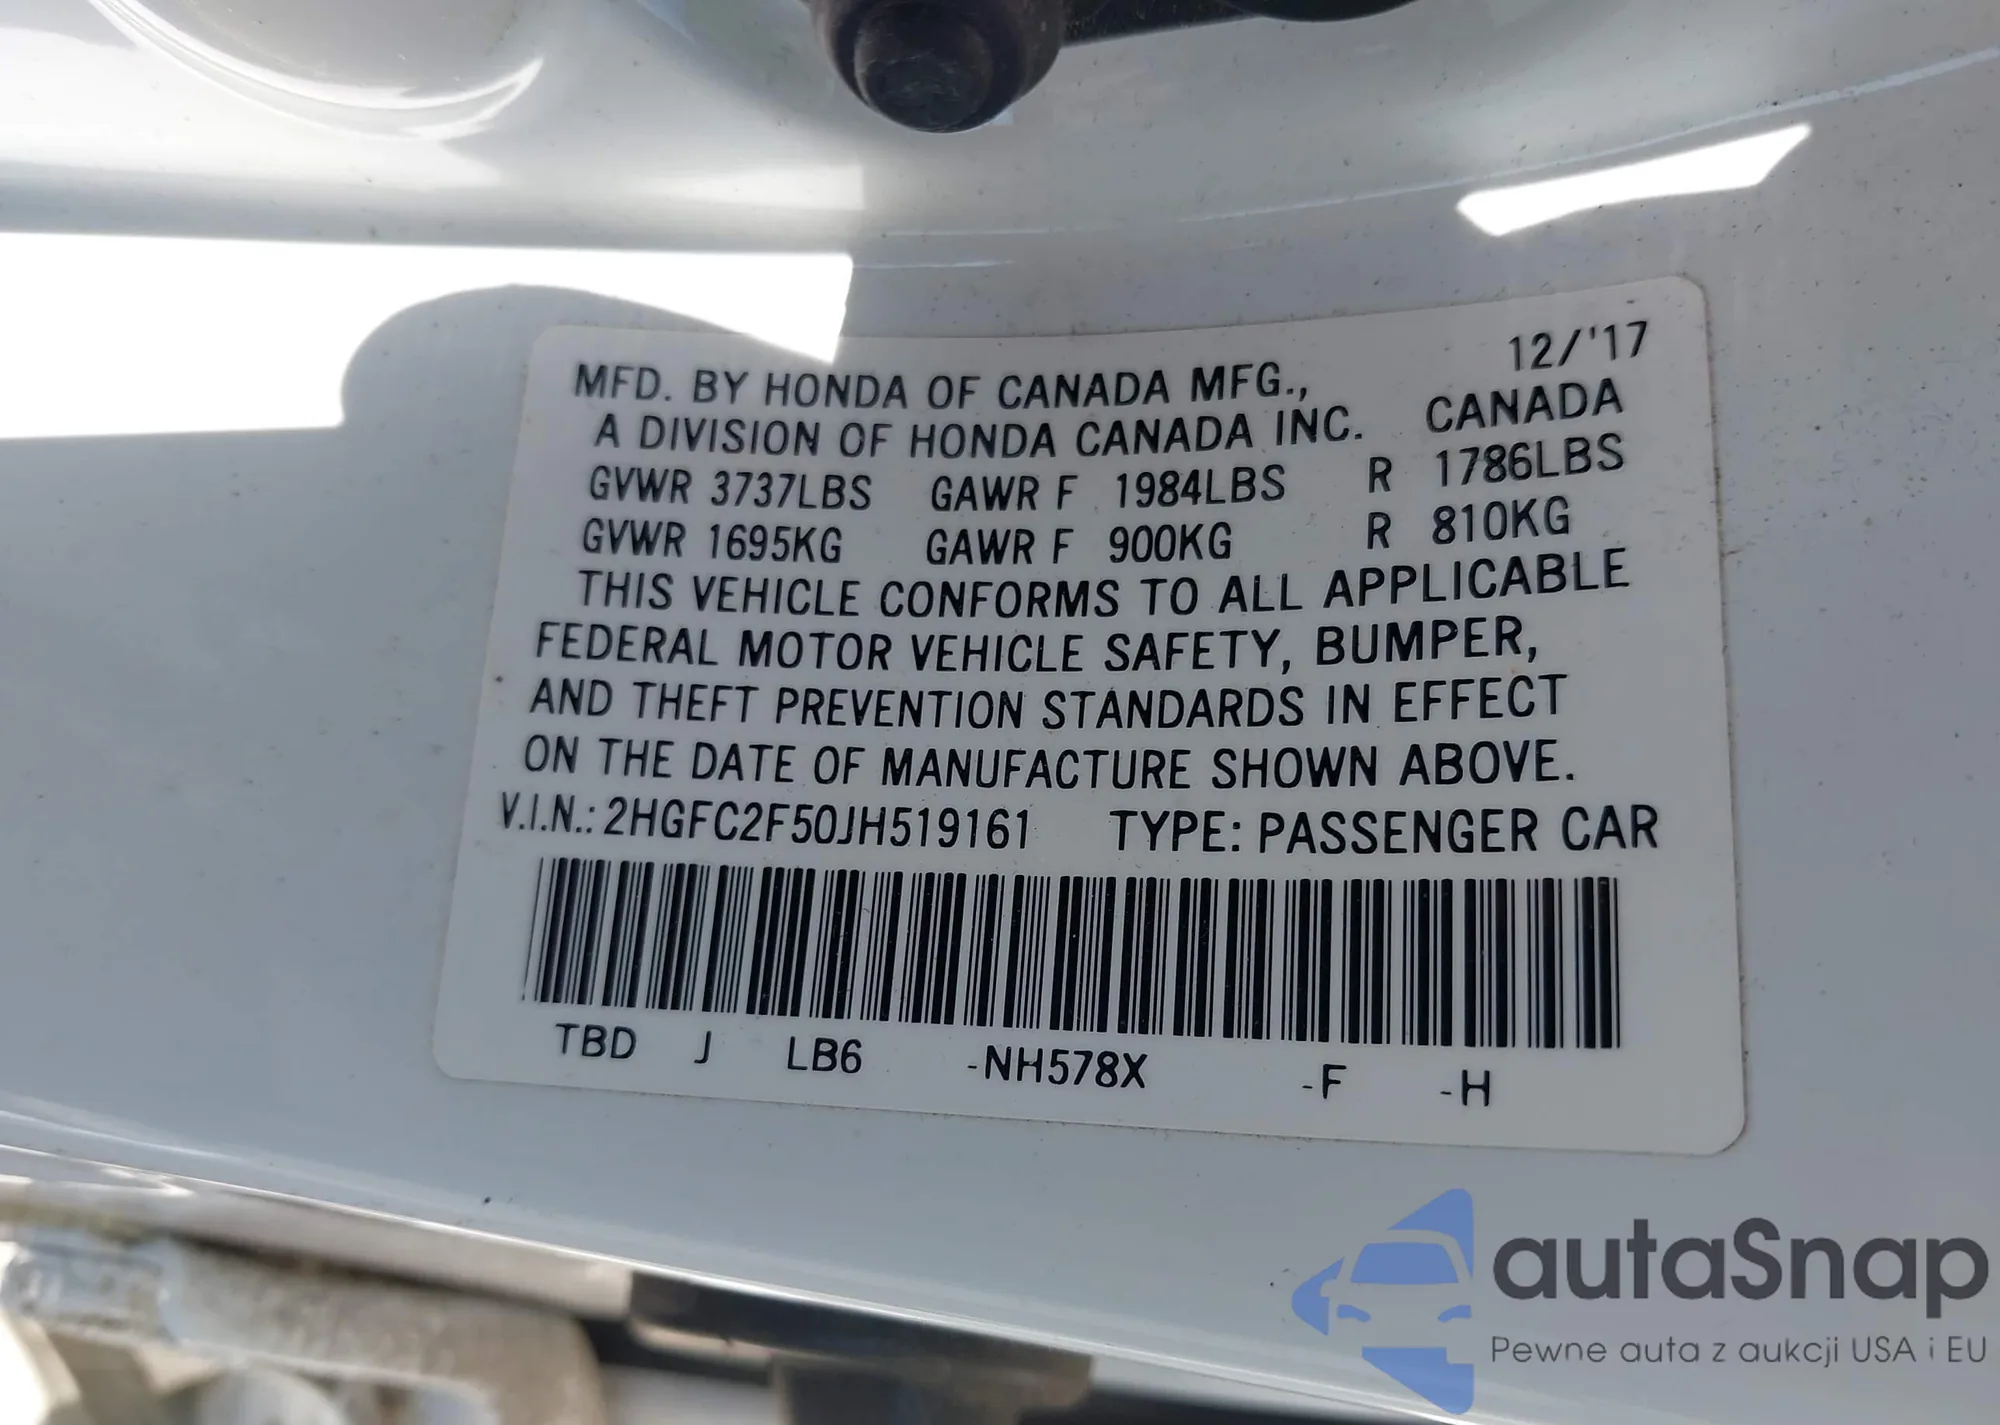 12/'17
MFD. BY HONDA OF CANADA MFG.,
A DIVISION OF HONDA CANADA INC. CANADA
GVWR 3737LBS GAWR F 1984LBS R 1786LBS
GVWR 1695KG GAWR F 900KG R 810KG
THIS VEHICLE CONFORMS TO ALL APPLICABLE
FEDERAL MOTOR VEHICLE SAFETY, BUMPER,
AND THEFT PREVENTION STANDARDS IN EFFECT
ON THE DATE OF MANUFACTURE SHOWN ABOVE.
V.I.N.: 2HGFC2F50JH519161 TYPE: PASSENGER CAR
TBD J LB6 -NH578X -F -H
autaSnap
Pewne auta z aukcji USA i EU